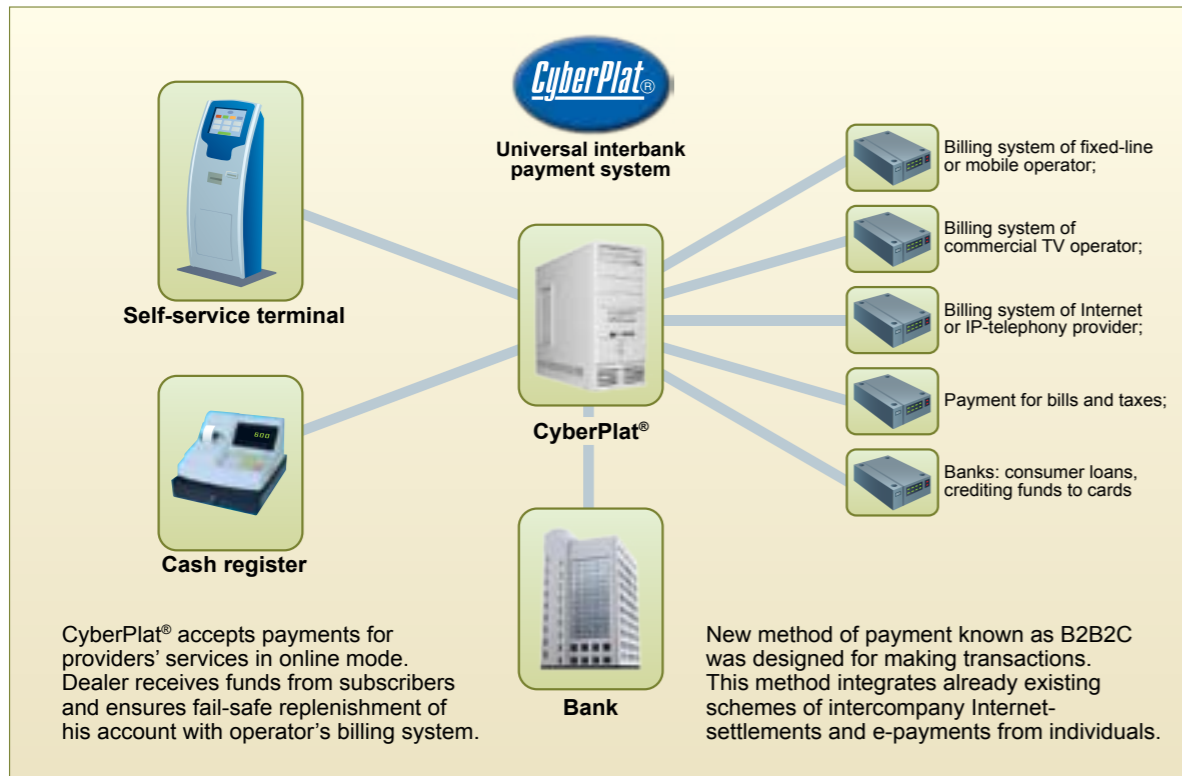 CyberPlat®
Universal interbank
payment system
Self-service terminal
Cash register
CyberPlat®
600
Bank
Billing system of fixed-line
or mobile operator;
Billing system of
commercial TV operator;
Billing system of Internet
or IP-telephony provider;
Payment for bills and taxes;
Banks: consumer loans,
crediting funds to cards
CyberPlat® accepts payments for
providers' services in online mode.
Dealer receives funds from subscribers
and ensures fail-safe replenishment of
his account with operator's billing system.
New method of payment known as B2B2C
was designed for making transactions.
This method integrates already existing
schemes of intercompany Internet-
settlements and e-payments from individuals.